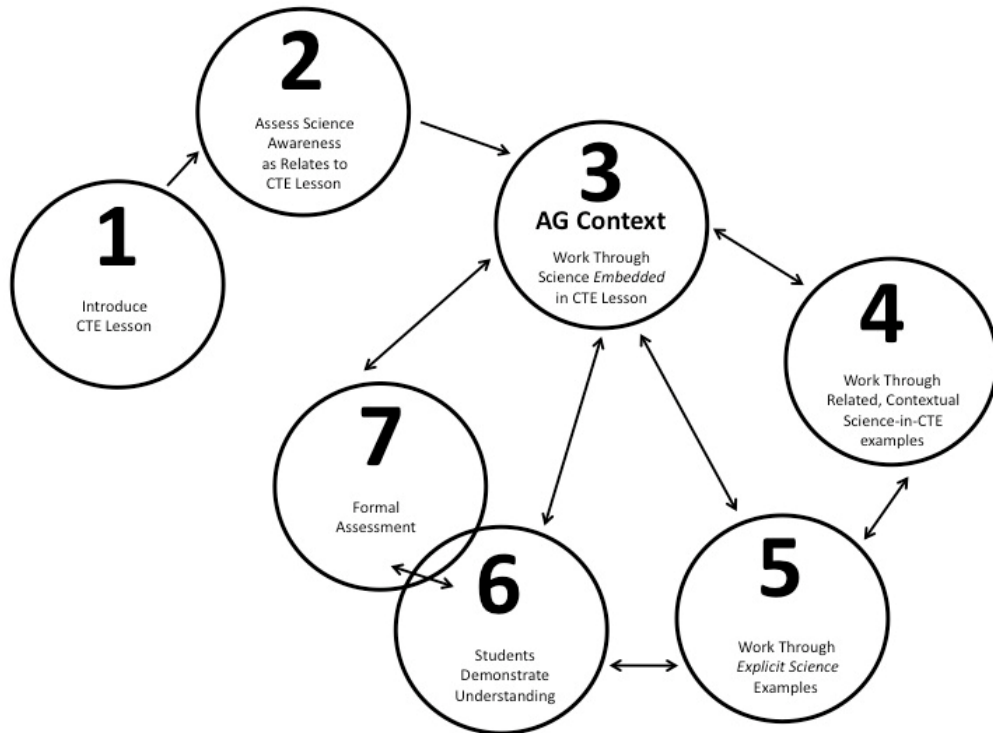 1
Introduce
CTE Lesson
2
Assess Science
Awareness
as Relates to
CTE Lesson
3
AG Context
Work Through
Science Embedded
in CTE Lesson
4
Work Through
Related, Contextual
Science-in-CTE
examples
5
Work Through
Explicit Science
Examples
6
Students
Demonstrate
Understanding
7
Formal
Assessment